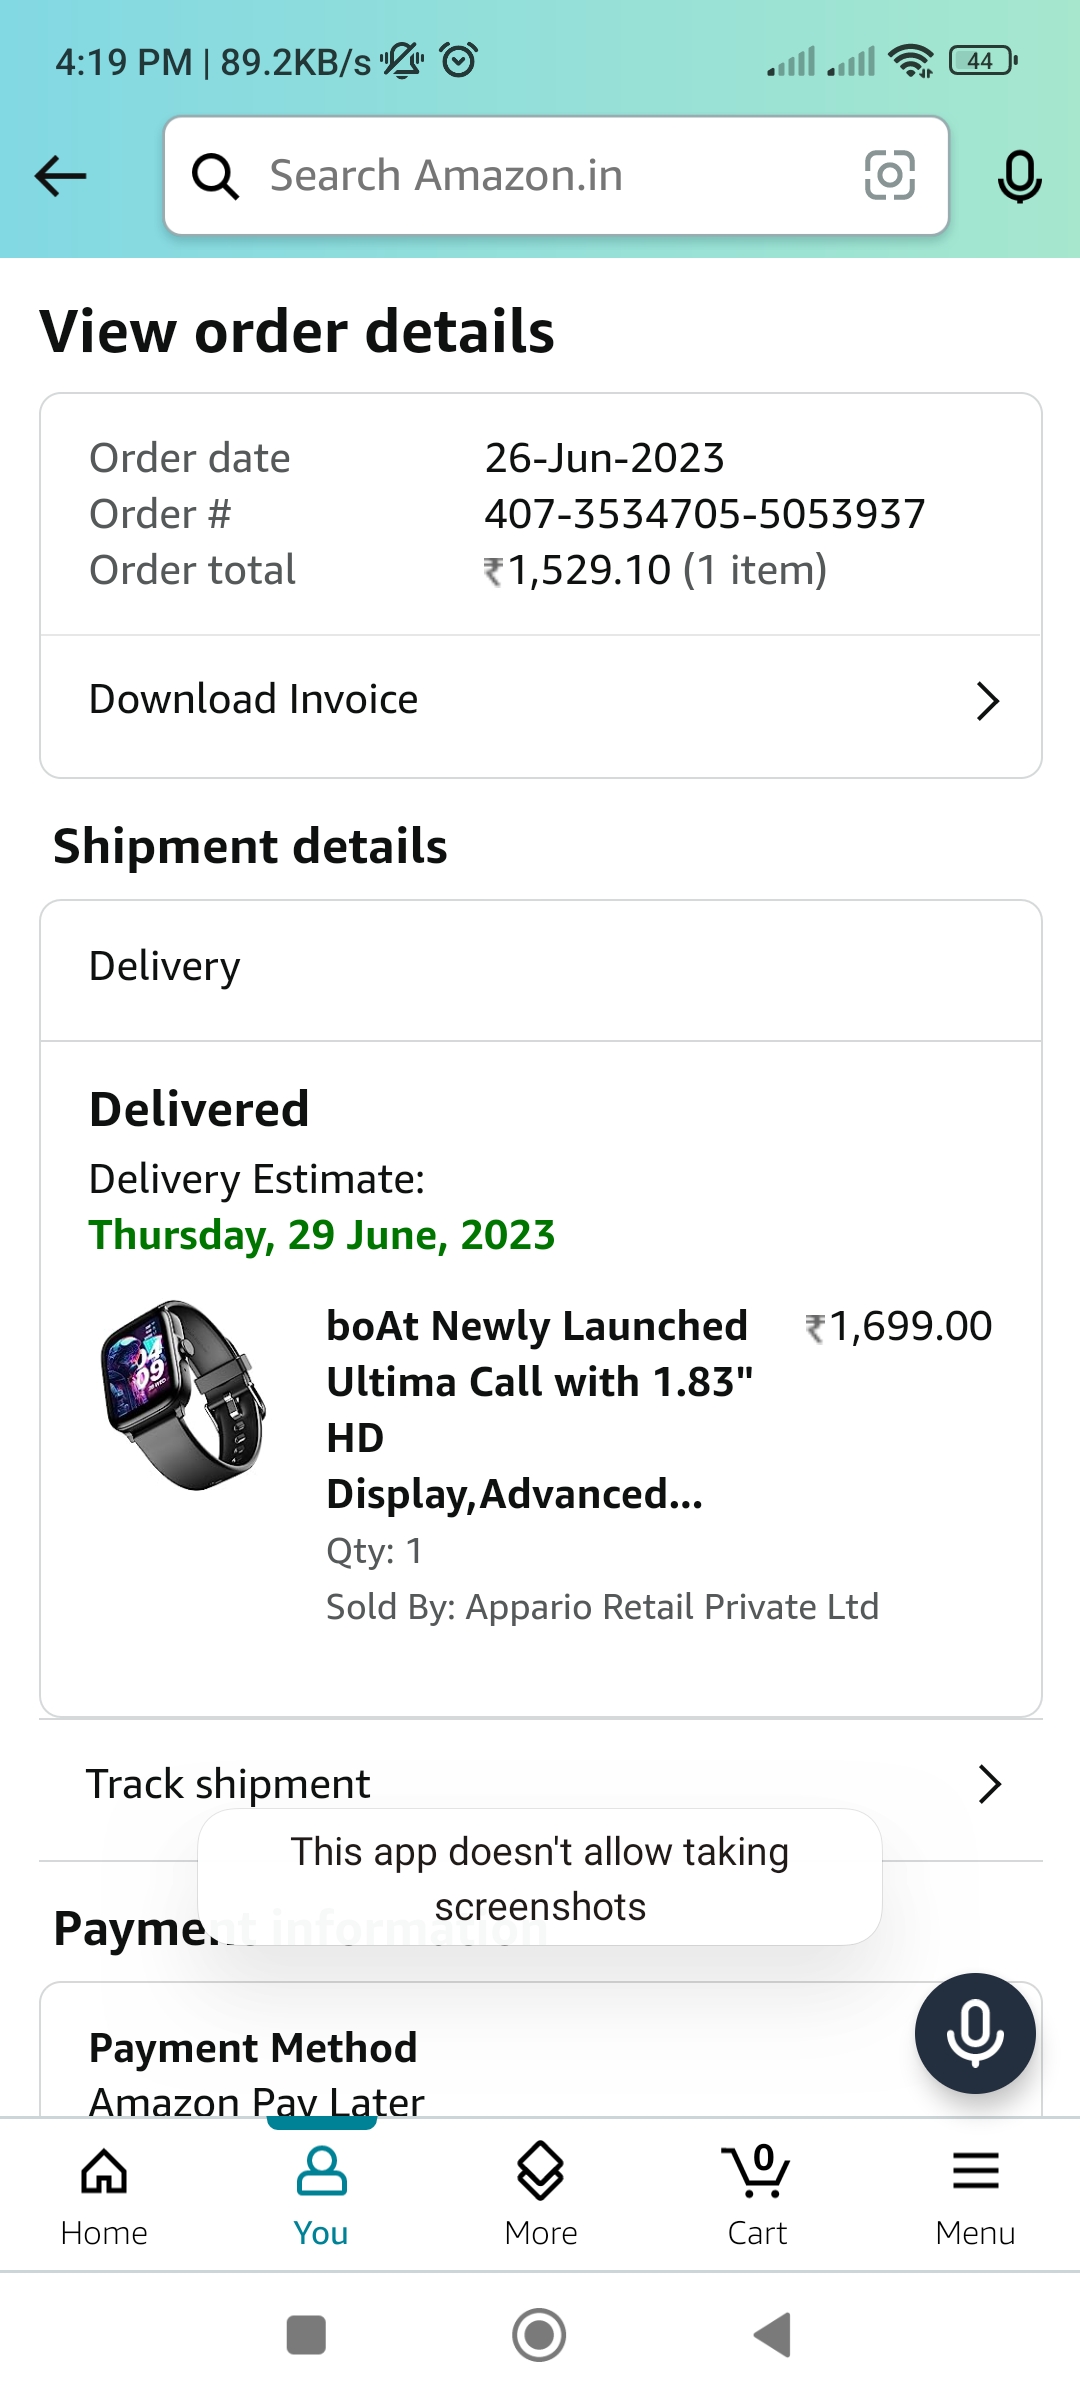 4:19 PM | 89.2KB/s
44
Search Amazon.in
View order details
Order date 26-Jun-2023
Order # 407-3534705-5053937
Order total ₹1,529.10 (1 item)
Download Invoice
Shipment details
Delivery
Delivered
Delivery Estimate:
Thursday, 29 June, 2023
boAt Newly Launched ₹1,699.00
Ultima Call with 1.83"
HD
Display,Advanced...
Qty: 1
Sold By: Appario Retail Private Ltd
Track shipment
This app doesn't allow taking
screenshots
Payment information
Payment Method
Amazon Pay Later
0
Home You More Cart Menu